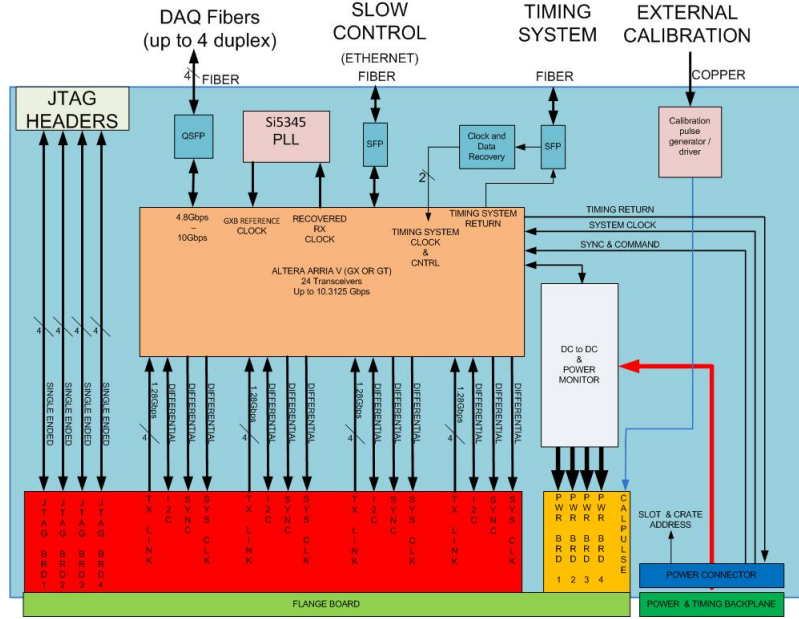 DAQ Fibers
(up to 4 duplex)
SLOW
CONTROL
(ETHERNET)
TIMING
SYSTEM
EXTERNAL
CALIBRATION
4
FIBER
FIBER
FIBER
COPPER
JTAG
HEADERS
QSFP
Si5345
PLL
SFP
Clock and
Data
Recovery
SFP
Calibration
pulse
generator /
driver
2
4.8Gbps
–
10Gbps
GXB REFERENCE
CLOCK
RECOVERED
RX
CLOCK
TIMING SYSTEM
CLOCK
&
CNTRL
TIMING SYSTEM
RETURN
TIMING RETURN
SYSTEM CLOCK
SYNC & COMMAND
ALTERA ARRIA V (GX OR GT)
24 Transceivers
Up to 10.3125 Gbps
DC to DC
&
POWER
MONITOR
4
4
4
4
SINGLE ENDED
SINGLE ENDED
SINGLE ENDED
SINGLE ENDED
1.28Gbps
4
DIFFERENTIAL
DIFFERENTIAL
DIFFERENTIAL
1.28Gbps
4
DIFFERENTIAL
DIFFERENTIAL
DIFFERENTIAL
1.28Gbps
4
DIFFERENTIAL
DIFFERENTIAL
DIFFERENTIAL
1.28Gbps
4
DIFFERENTIAL
DIFFERENTIAL
DIFFERENTIAL
JTAG BRD1
JTAG BRD2
JTAG BRD3
JTAG BRD4
TX LINK
I2C
SYNC
SYS CLK
TX LINK
I2C
SYNC
SYS CLK
TX LINK
I2C
SYNC
SYS CLK
TX LINK
I2C
SYNC
SYS CLK
PWR BRD 1
PWR BRD 2
PWR BRD 3
PWR BRD 4
CALPULSE
SLOT & CRATE
ADDRESS
POWER CONNECTOR
FLANGE BOARD
POWER & TIMING BACKPLANE